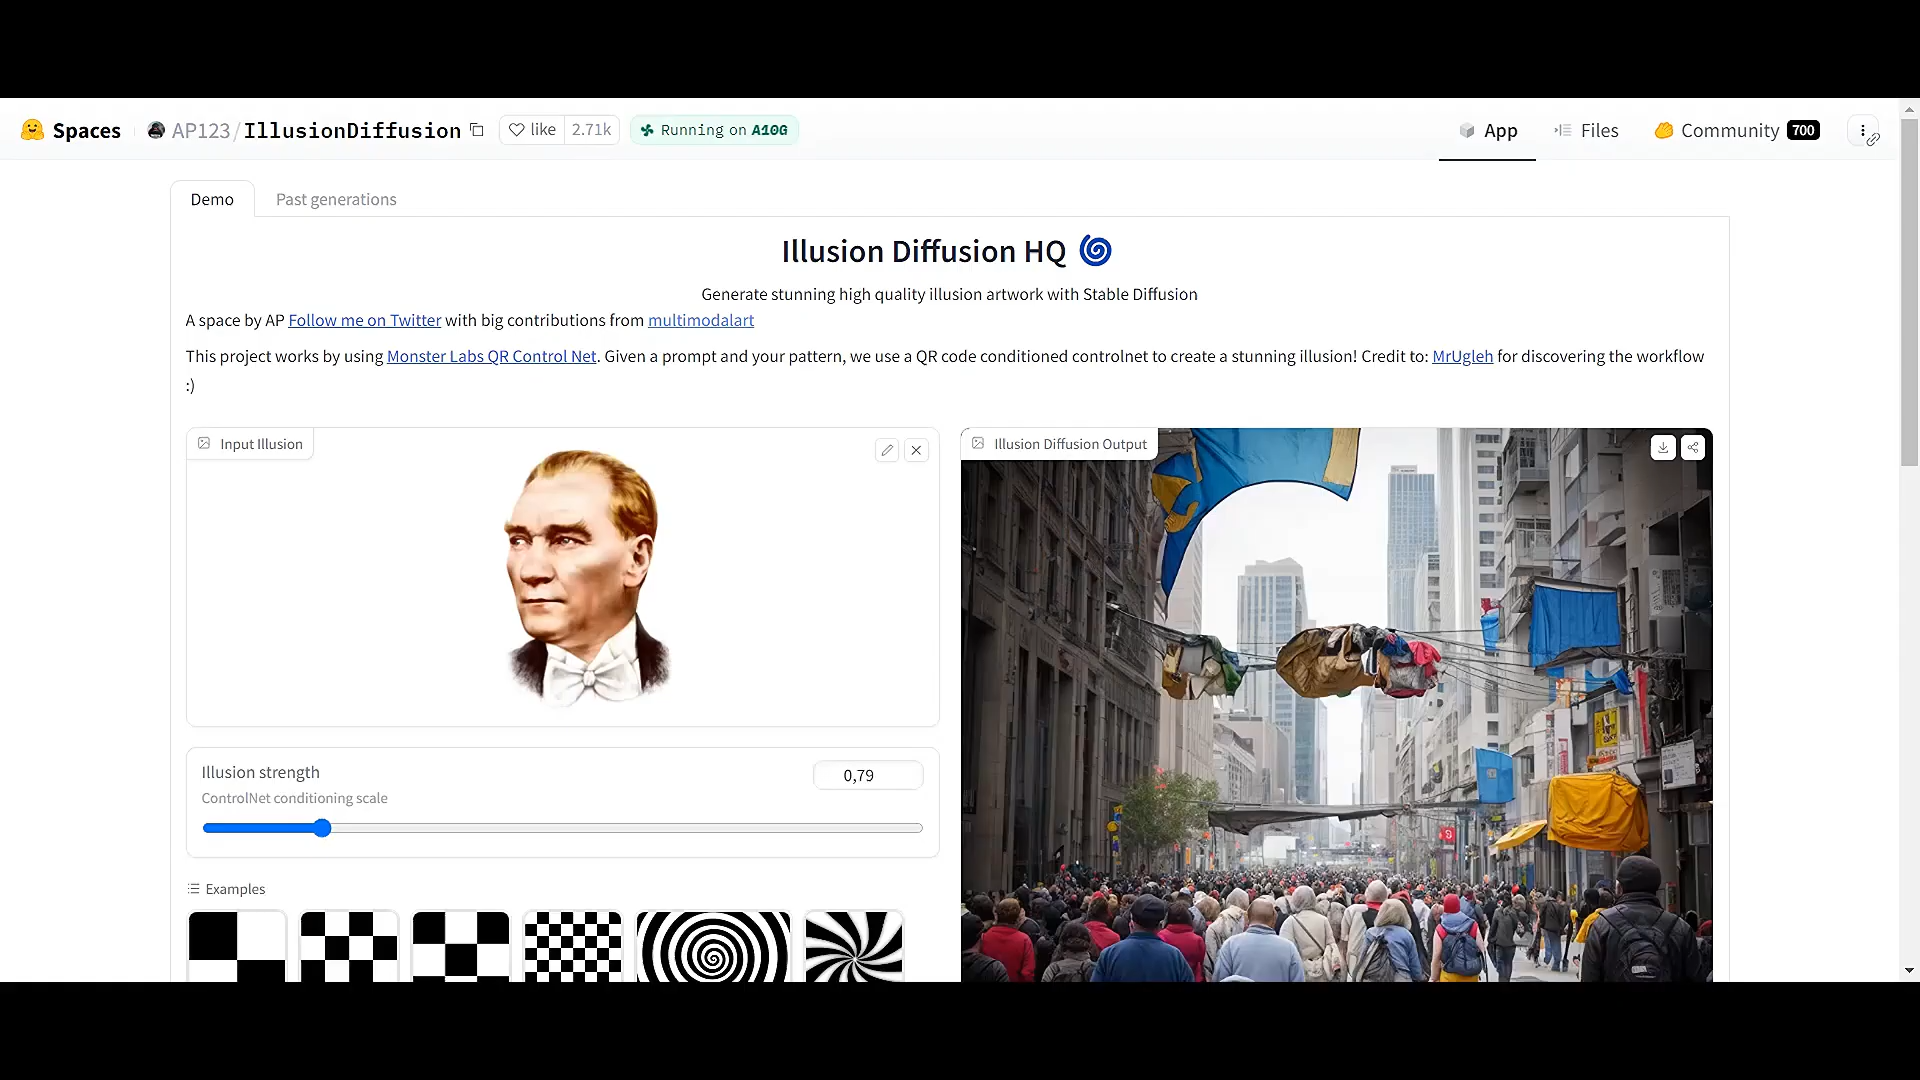 Spaces
AP123/IllusionDiffusion
like 2.71k
Running on A10G
App
Files
Community 700
Demo
Past generations
Illusion Diffusion HQ
Generate stunning high quality illusion artwork with Stable Diffusion
A space by AP Follow me on Twitter with big contributions from multimodalart
This project works by using Monster Labs QR Control Net. Given a prompt and your pattern, we use a QR code conditioned controlnet to create a stunning illusion! Credit to: MrUgleh for discovering the workflow
:)
Input Illusion
Illusion Diffusion Output
Illusion strength
0,79
ControlNet conditioning scale
Examples